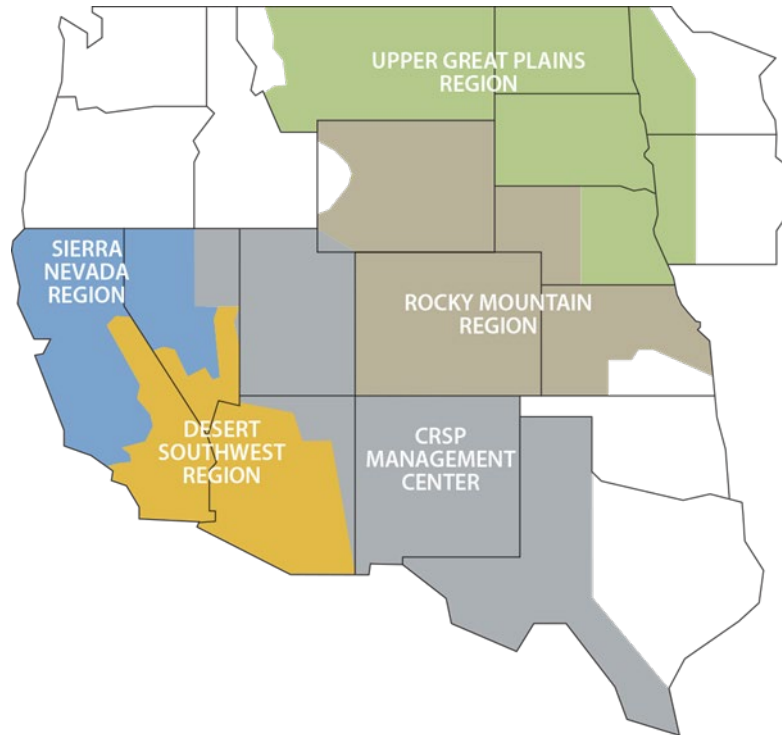 UPPER GREAT PLAINS
REGION
SIERRA
NEVADA
REGION
ROCKY MOUNTAIN
REGION
DESERT
SOUTHWEST
REGION
CRSP
MANAGEMENT
CENTER